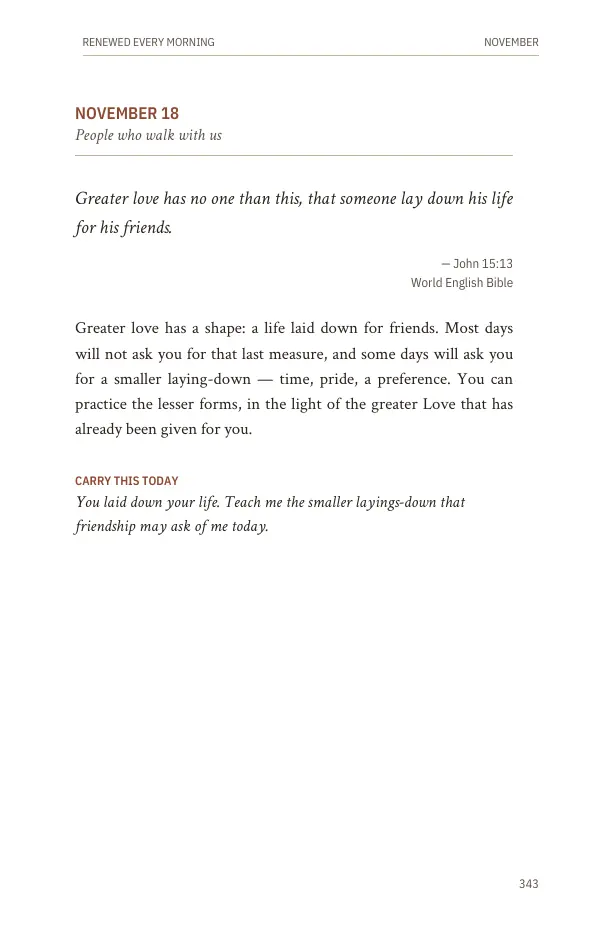 RENEWED EVERY MORNING NOVEMBER
NOVEMBER 18
People who walk with us
Greater love has no one than this, that someone lay down his life
for his friends.
— John 15:13
World English Bible
Greater love has a shape: a life laid down for friends. Most days
will not ask you for that last measure, and some days will ask you
for a smaller laying-down — time, pride, a preference. You can
practice the lesser forms, in the light of the greater Love that has
already been given for you.
CARRY THIS TODAY
You laid down your life. Teach me the smaller layings-down that
friendship may ask of me today.
343